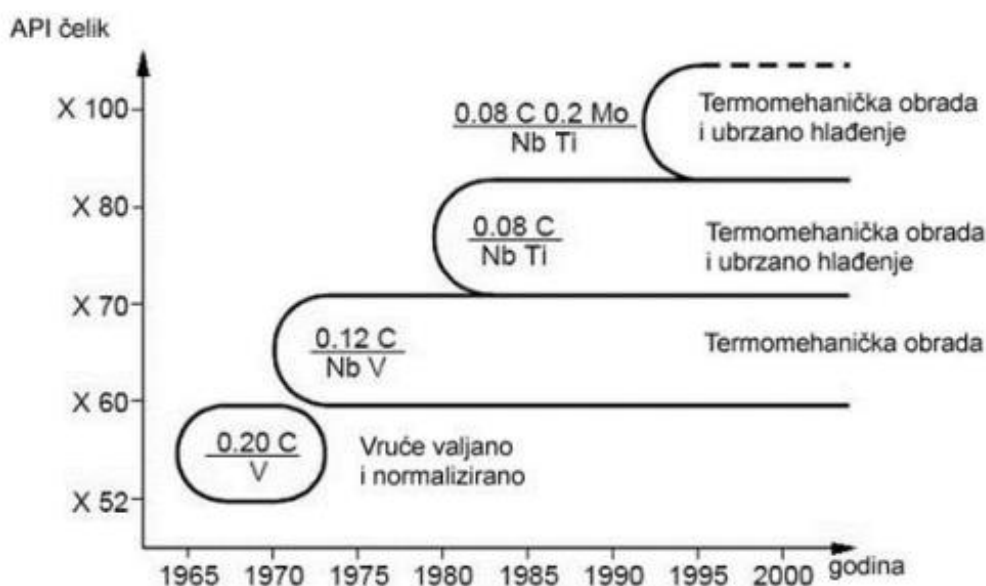 API čelik
X 100
0.08 C 0.2 Mo
Nb Ti
Termomehanička obrada
i ubrzano hlađenje
X 80
0.08 C
Nb Ti
Termomehanička obrada
i ubrzano hlađenje
X 70
0.12 C
Nb V
Termomehanička obrada
X 60
0.20 C
V
Vruće valjano
i normalizirano
X 52
1965 1970 1975 1980 1985 1990 1995 2000 godina